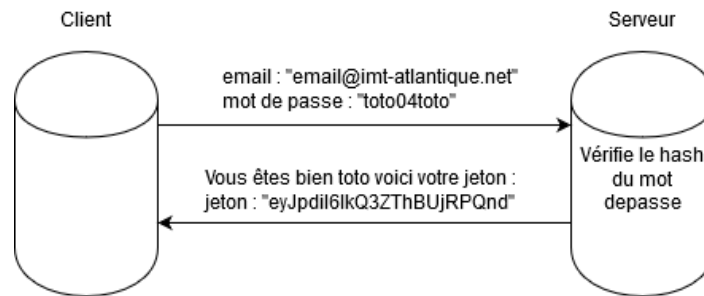 Client
Serveur
email : "email@imt-atlantique.net"
mot de passe : "toto04toto"
Vous êtes bien toto voici votre jeton :
jeton : "eyJpdiI6IkQ3ZThBUjRPQnd"
Vérifie le hash
du mot
depasse